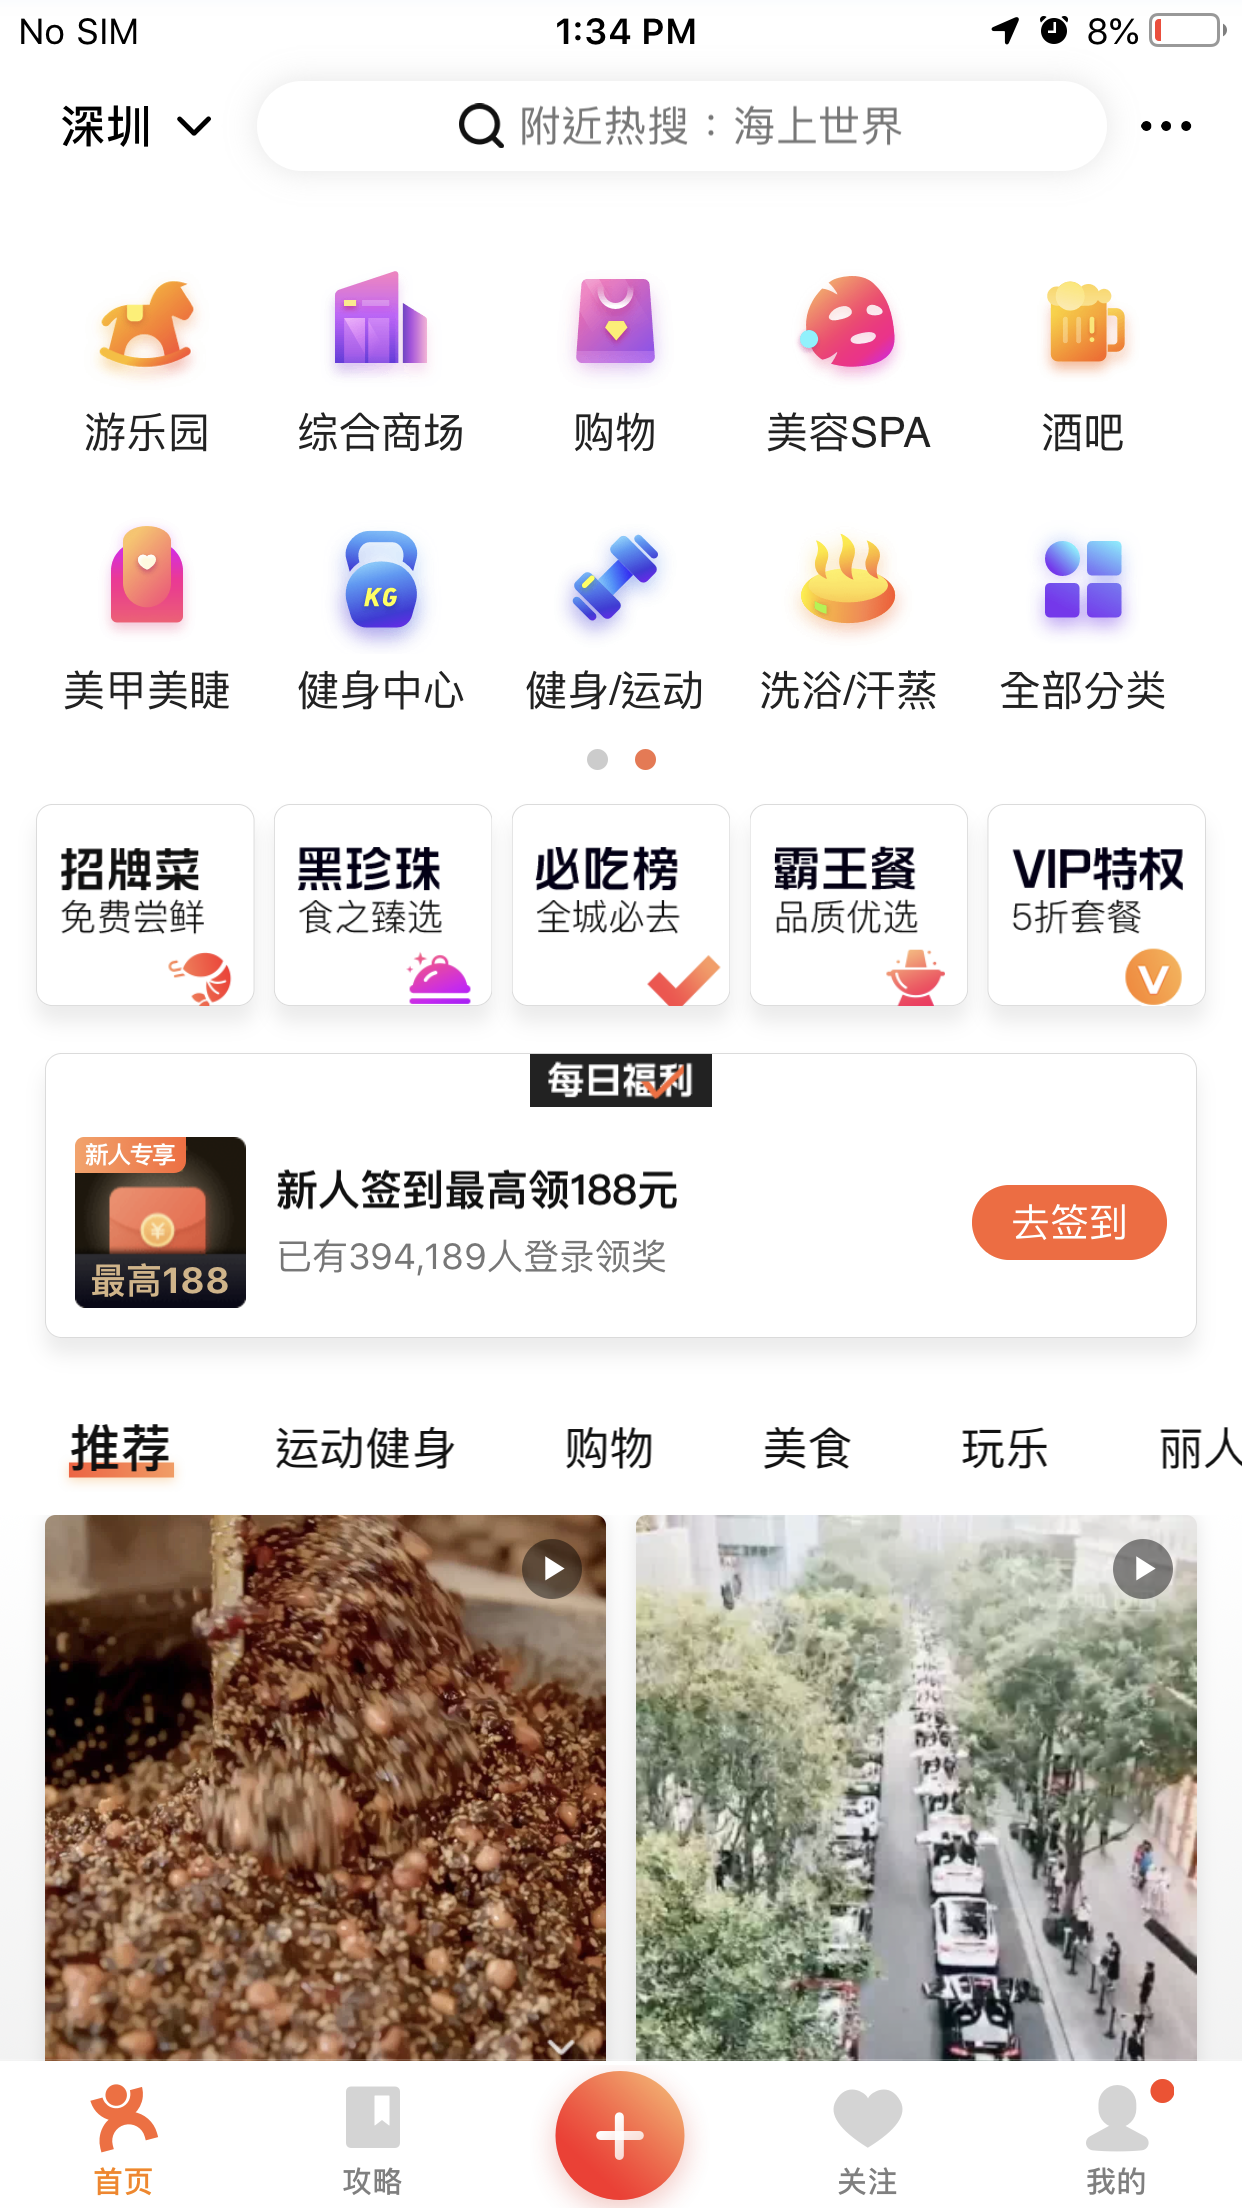 No SIM
1:34 PM
8%
深圳
附近热搜：海上世界
游乐园
综合商场
购物
美容SPA
酒吧
KG
美甲美睫
健身中心
健身/运动
洗浴/汗蒸
全部分类
招牌菜
免费尝鲜
黑珍珠
食之臻选
必吃榜
全城必去
霸王餐
品质优选
VIP特权
5折套餐
V
每日福利
新人专享
¥
最高188
新人签到最高领188元
已有394,189人登录领奖
去签到
推荐
运动健身
购物
美食
玩乐
丽人
首页
攻略
关注
我的